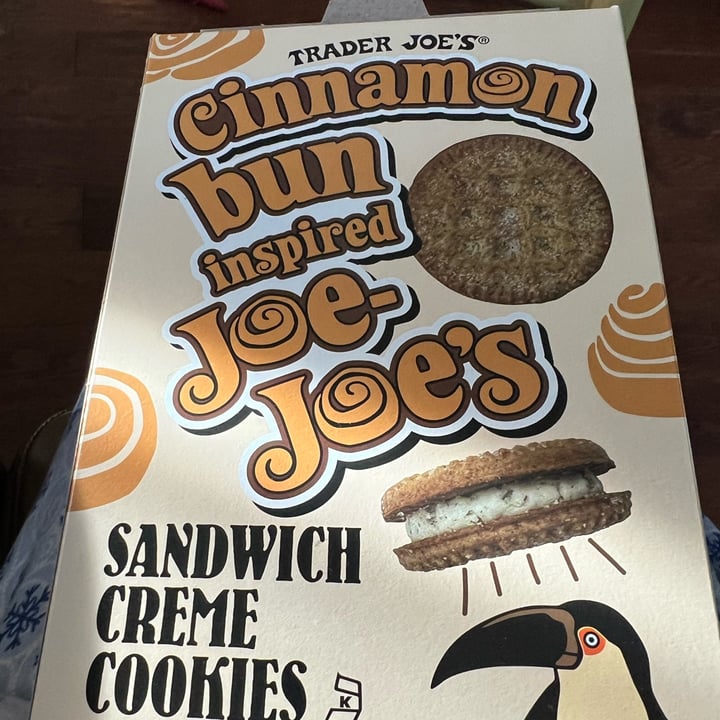 TRADER JOE'S®
Cinnamon
bun
inspired
Joe-
Joe's
SANDWICH
CREME
COOKIES
K